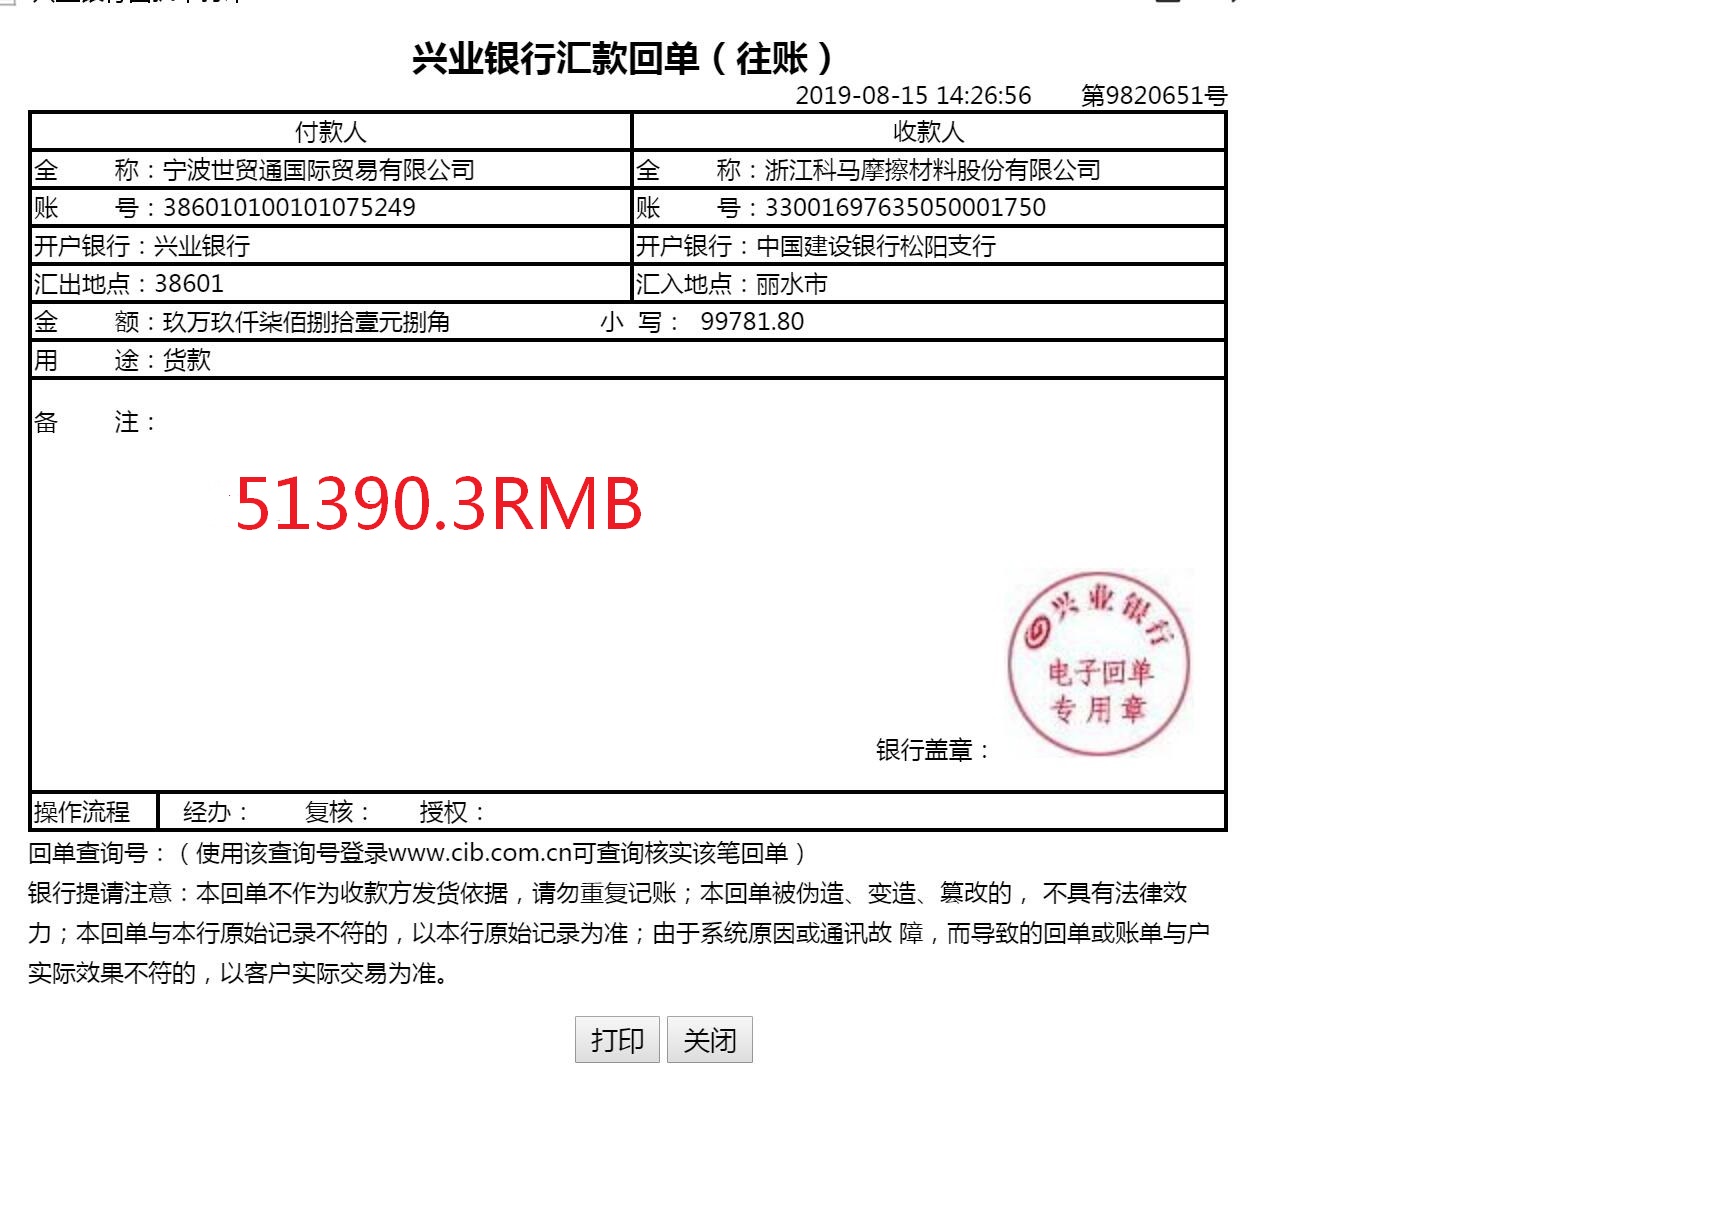 兴业银行汇款回单（往账）
2019-08-15 14:26:56 第9820651号
付款人 收款人
全 称：宁波世贸通国际贸易有限公司 全 称：浙江科马摩擦材料股份有限公司
账 号：386010100101075249 账 号：33001697635050001750
开户银行：兴业银行 开户银行：中国建设银行松阳支行
汇出地点：38601 汇入地点：丽水市
金 额：玖万玖仟柒佰捌拾壹元捌角 小 写： 99781.80
用 途：货款
备 注：
51390.3RMB
兴业银行
电子回单
专用章
银行盖章：
操作流程 经办： 复核： 授权：
回单查询号：（使用该查询号登录www.cib.com.cn可查询核实该笔回单）
银行提请注意：本回单不作为收款方发货依据，请勿重复记账；本回单被伪造、变造、篡改的， 不具有法律效
力；本回单与本行原始记录不符的，以本行原始记录为准；由于系统原因或通讯故 障，而导致的回单或账单与户
实际效果不符的，以客户实际交易为准。
打印 关闭